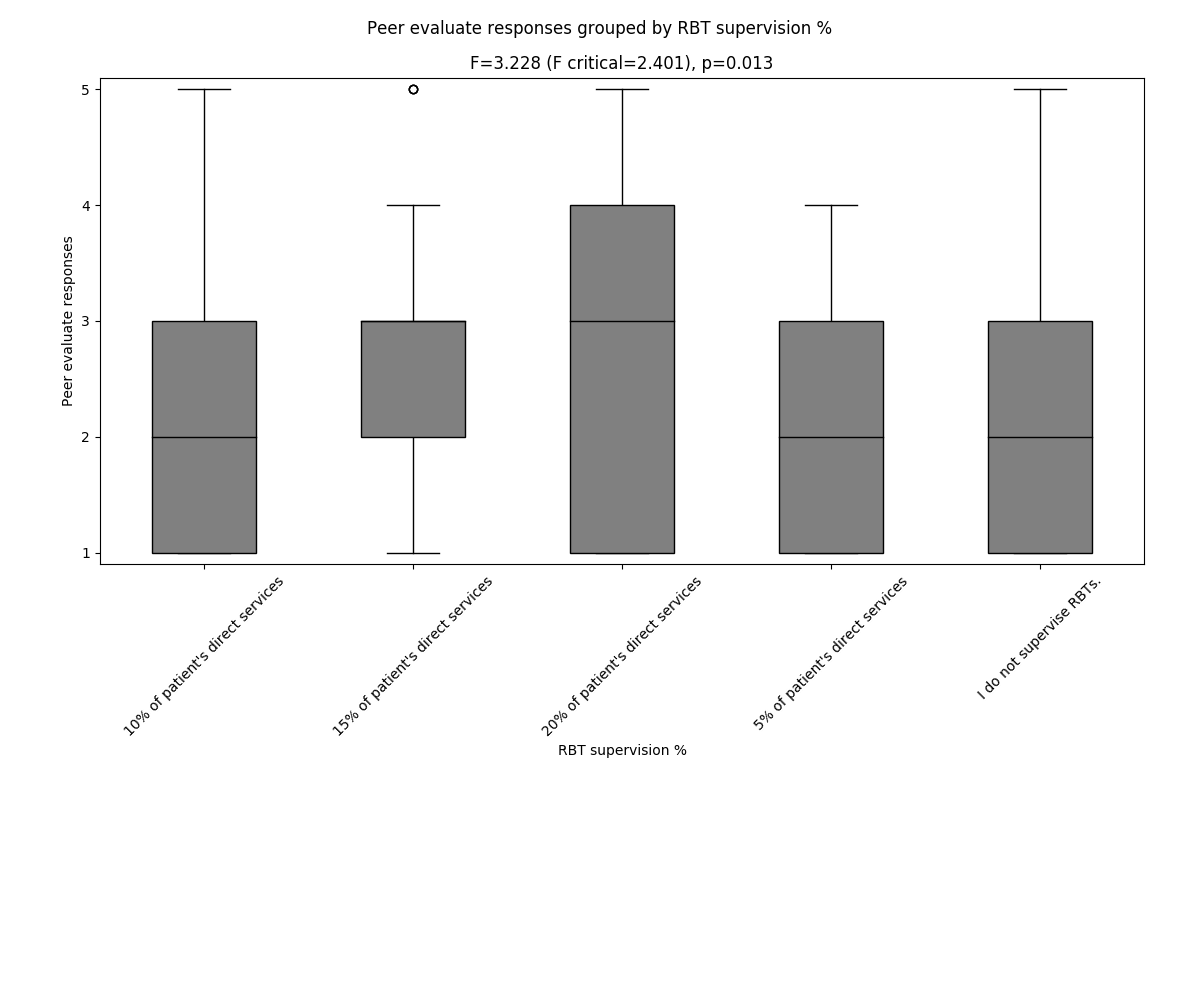 Peer evaluate responses grouped by RBT supervision %
F=3.228 (F critical=2.401), p=0.013
Peer evaluate responses
5
4
3
2
1
10% of patient's direct services
15% of patient's direct services
20% of patient's direct services
5% of patient's direct services
I do not supervise RBTs.
RBT supervision %